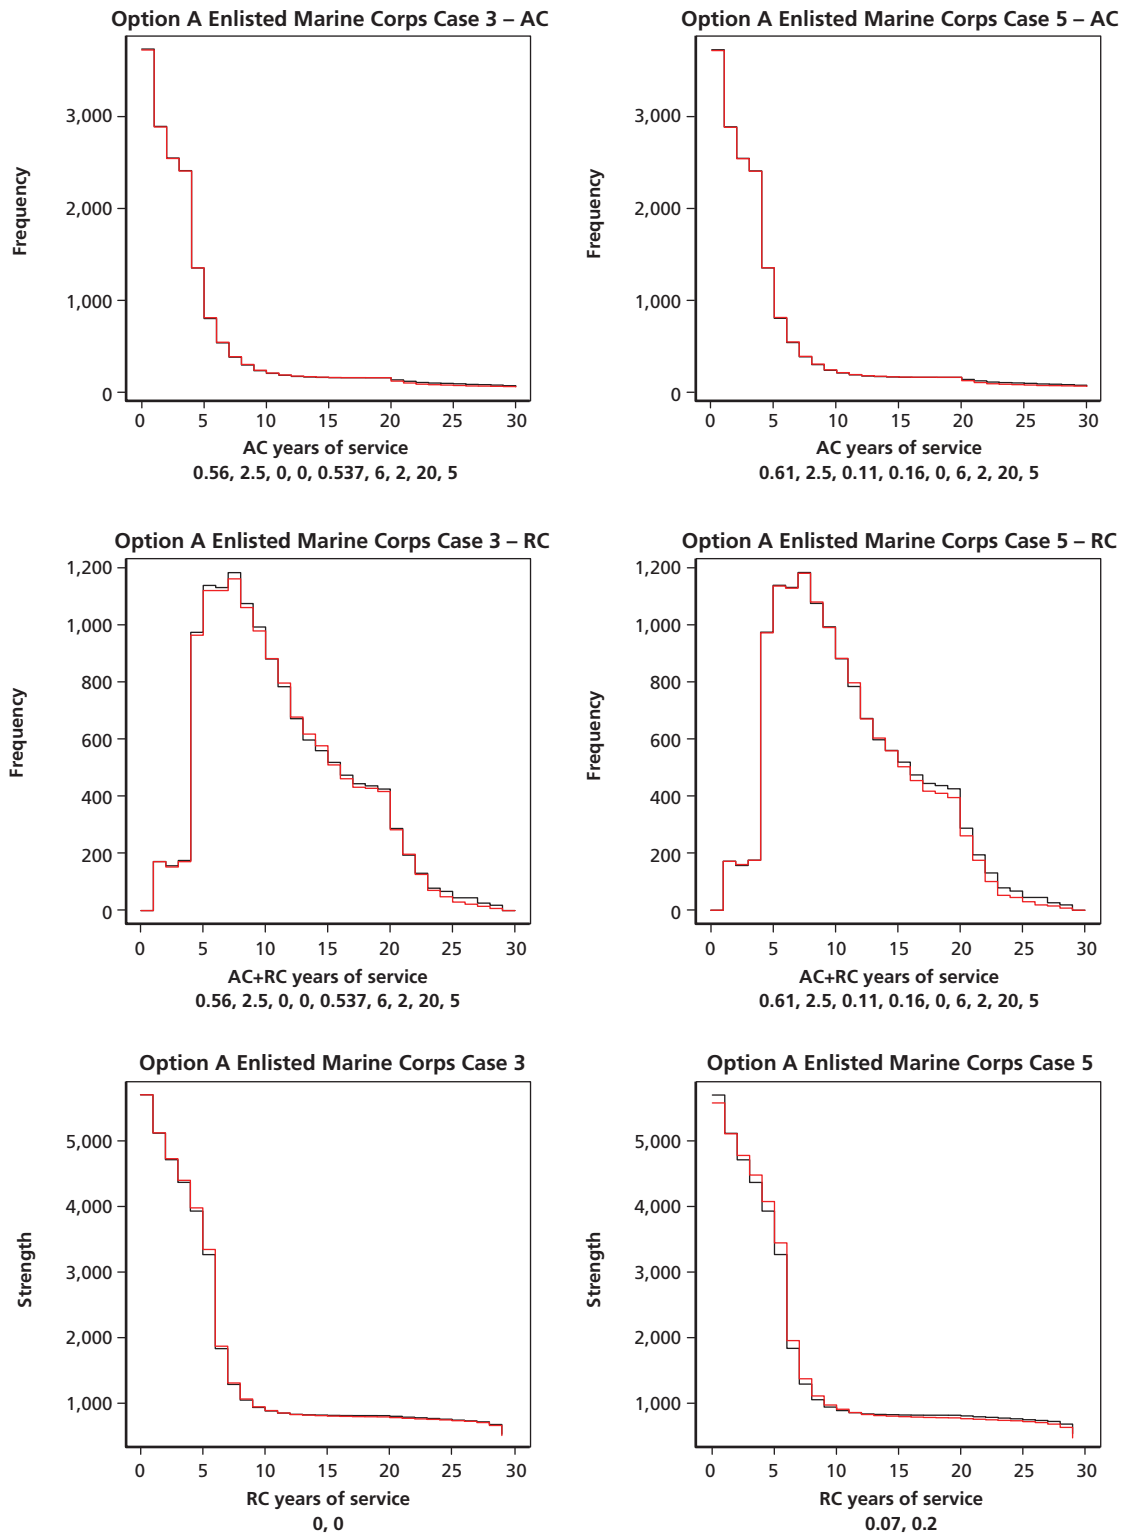 Option A Enlisted Marine Corps Case 3 – AC
Frequency
3,000
2,000
1,000
0
0 5 10 15 20 25 30
AC years of service
0.56, 2.5, 0, 0, 0.537, 6, 2, 20, 5
Option A Enlisted Marine Corps Case 5 – AC
Frequency
3,000
2,000
1,000
0
0 5 10 15 20 25 30
AC years of service
0.61, 2.5, 0.11, 0.16, 0, 6, 2, 20, 5
Option A Enlisted Marine Corps Case 3 – RC
Frequency
1,200
1,000
800
600
400
200
0
0 5 10 15 20 25 30
AC+RC years of service
0.56, 2.5, 0, 0, 0.537, 6, 2, 20, 5
Option A Enlisted Marine Corps Case 5 – RC
Frequency
1,200
1,000
800
600
400
200
0
0 5 10 15 20 25 30
AC+RC years of service
0.61, 2.5, 0.11, 0.16, 0, 6, 2, 20, 5
Option A Enlisted Marine Corps Case 3
Strength
5,000
4,000
3,000
2,000
1,000
0 5 10 15 20 25 30
RC years of service
0, 0
Option A Enlisted Marine Corps Case 5
Strength
5,000
4,000
3,000
2,000
1,000
0 5 10 15 20 25 30
RC years of service
0.07, 0.2